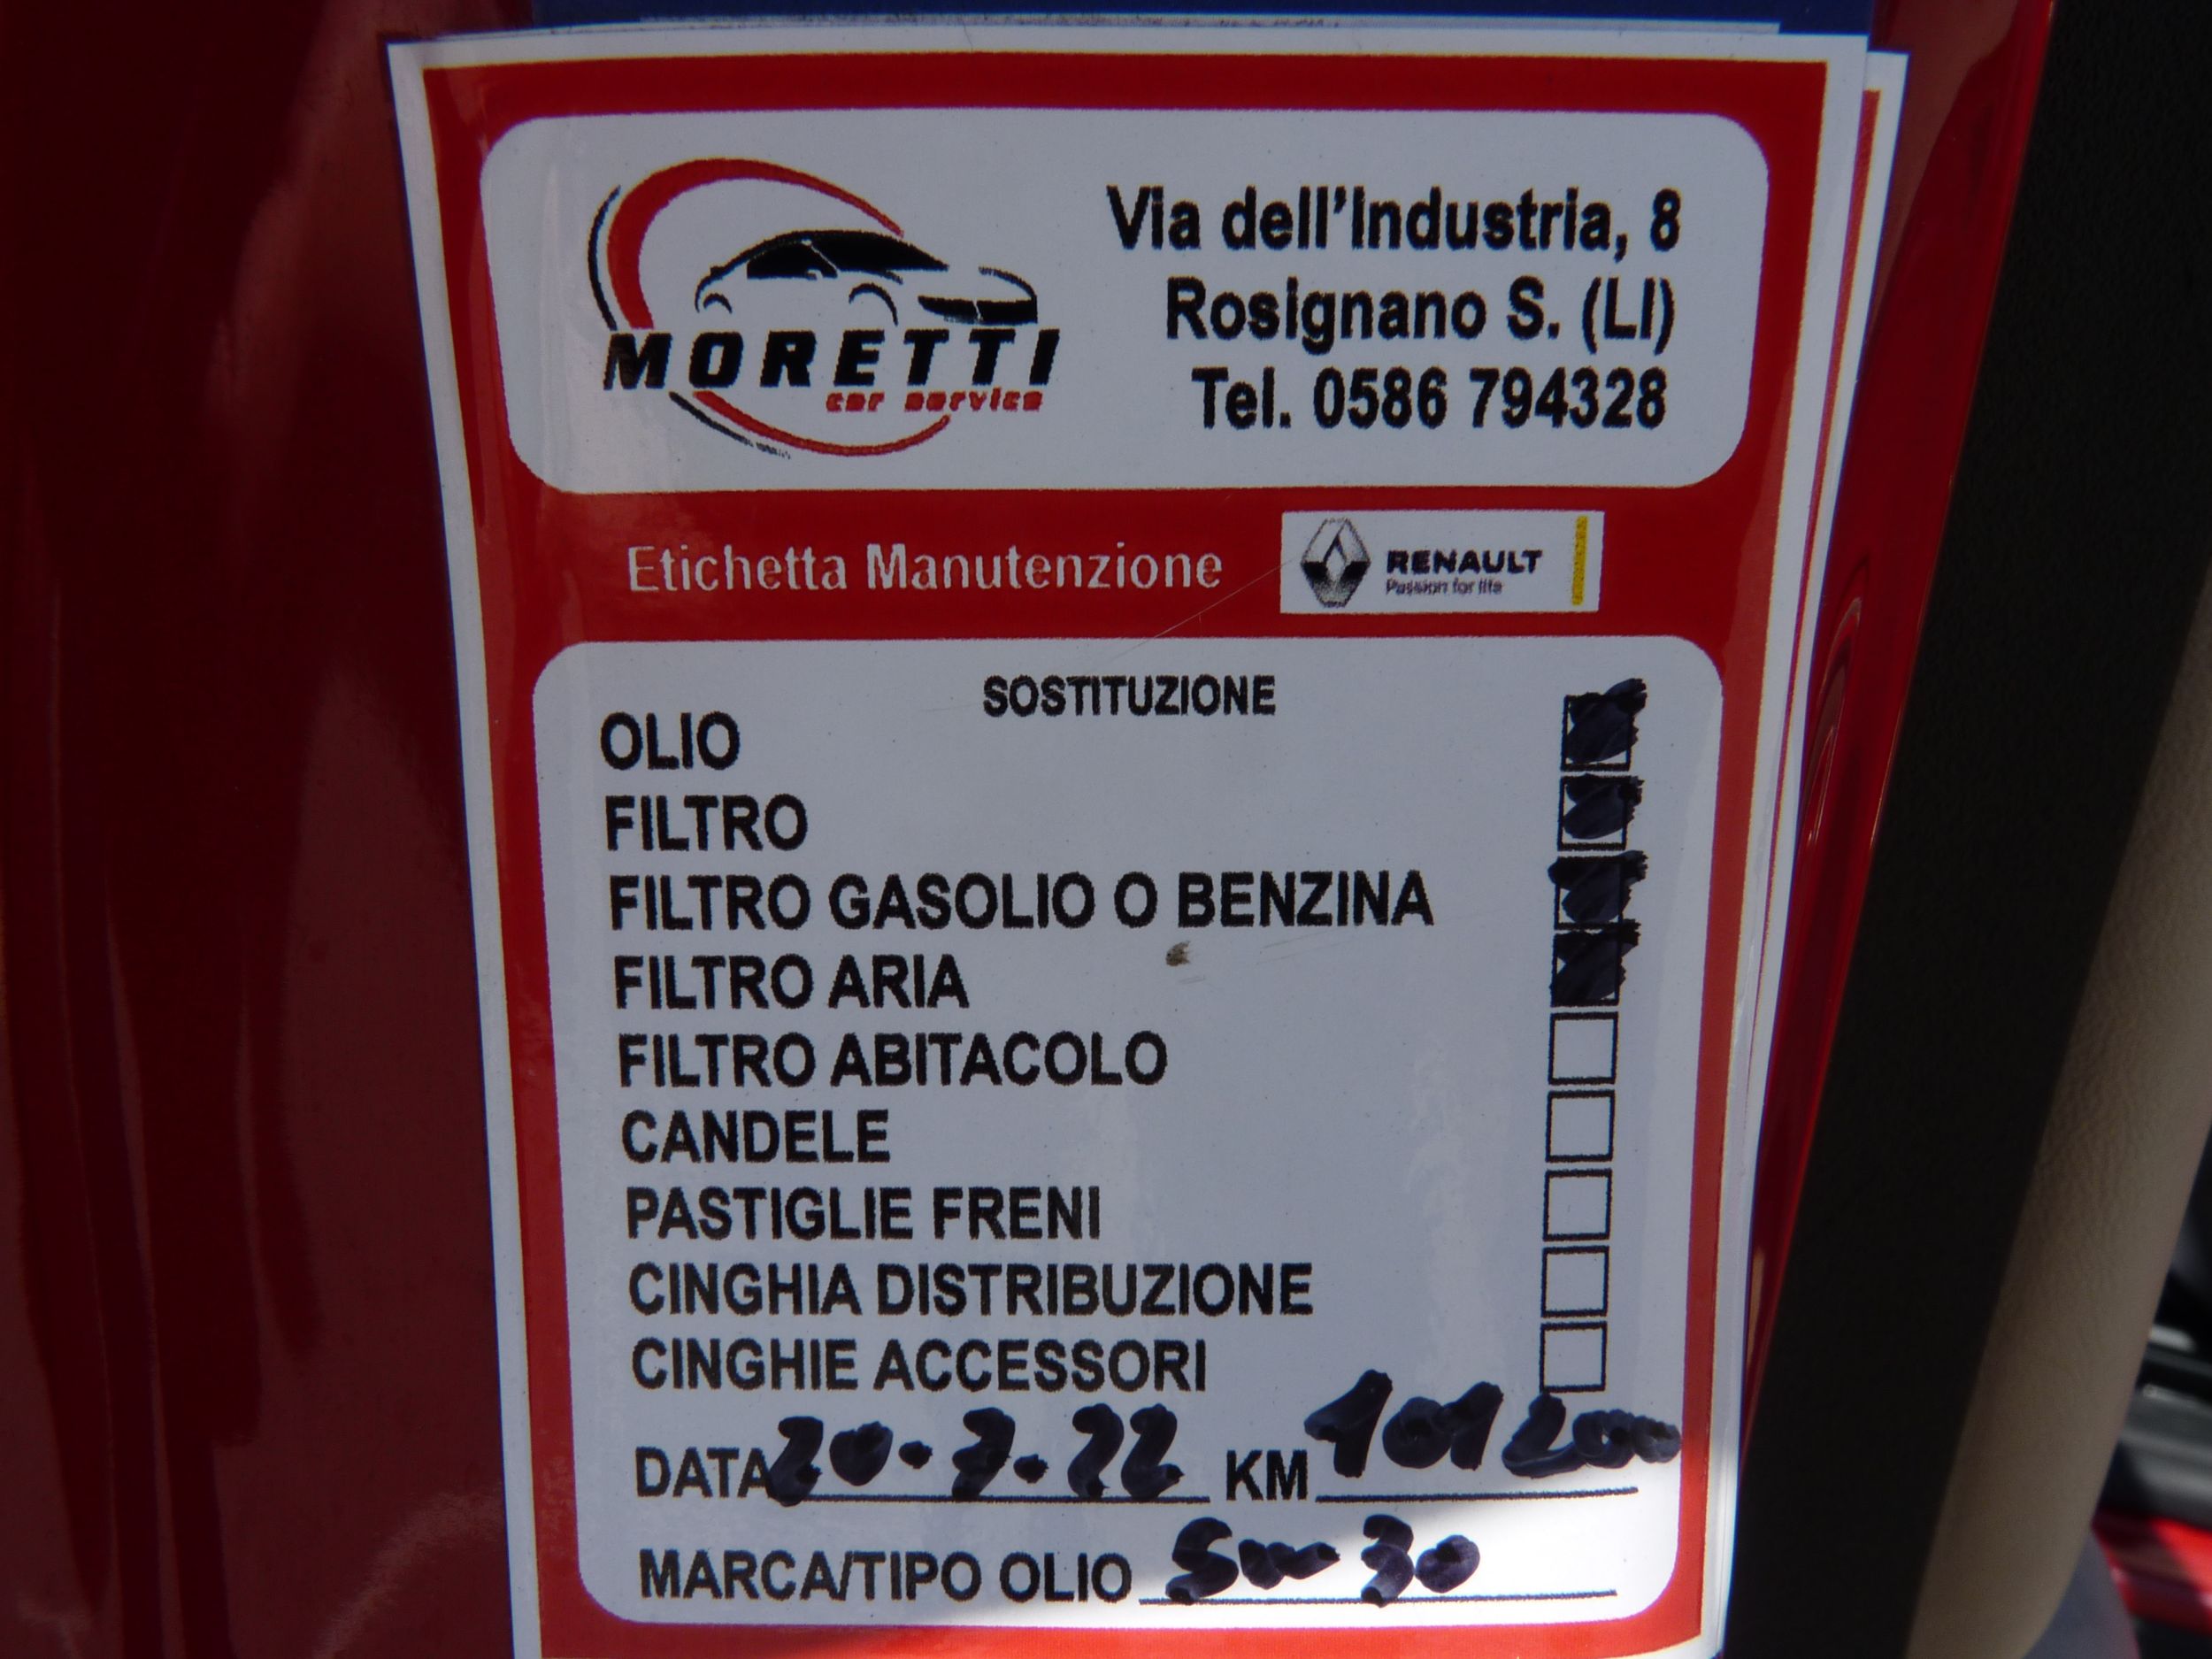 Via dell'Industria, 8
Rosignano S. (LI)
Tel. 0586 794328
MORETTI
car service
Etichetta Manutenzione
RENAULT
Passion for life
SOSTITUZIONE
OLIO
FILTRO
FILTRO GASOLIO O BENZINA
FILTRO ARIA
FILTRO ABITACOLO
CANDELE
PASTIGLIE FRENI
CINGHIA DISTRIBUZIONE
CINGHIE ACCESSORI
DATA 20-7-22 KM 101200
MARCA/TIPO OLIO 5w-30